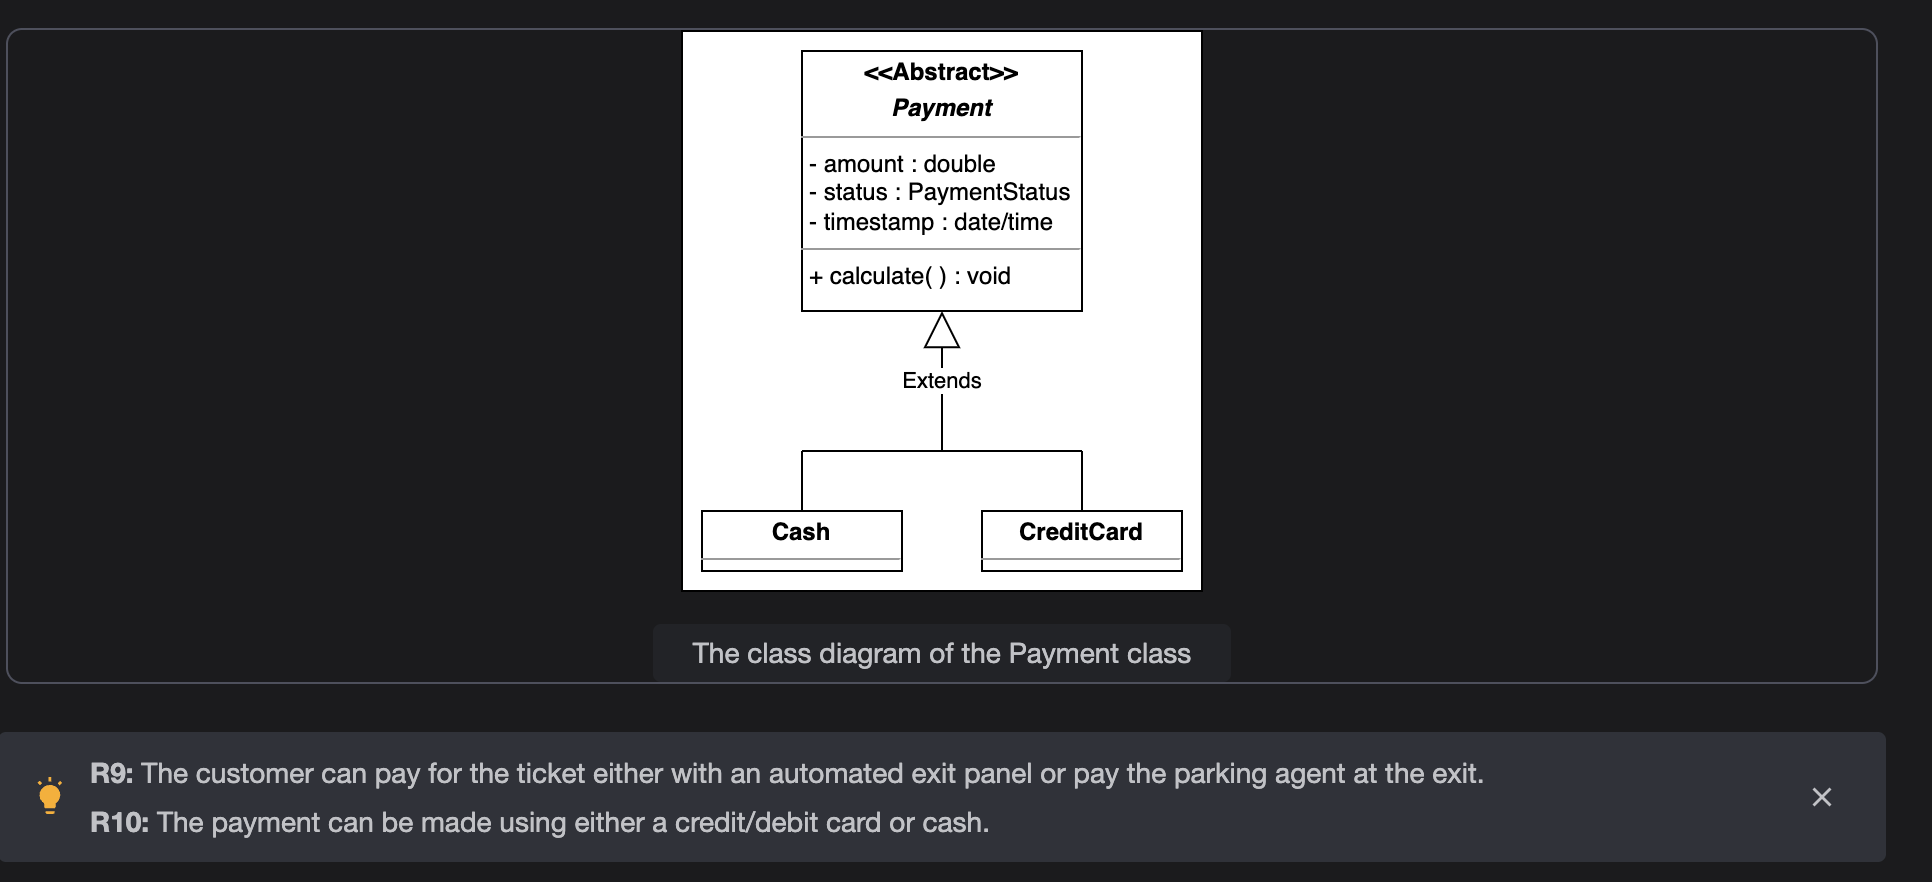 <<Abstract>>
Payment
- amount : double
- status : PaymentStatus
- timestamp : date/time
+ calculate( ) : void
Extends
Cash
CreditCard
The class diagram of the Payment class
R9: The customer can pay for the ticket either with an automated exit panel or pay the parking agent at the exit.
R10: The payment can be made using either a credit/debit card or cash.